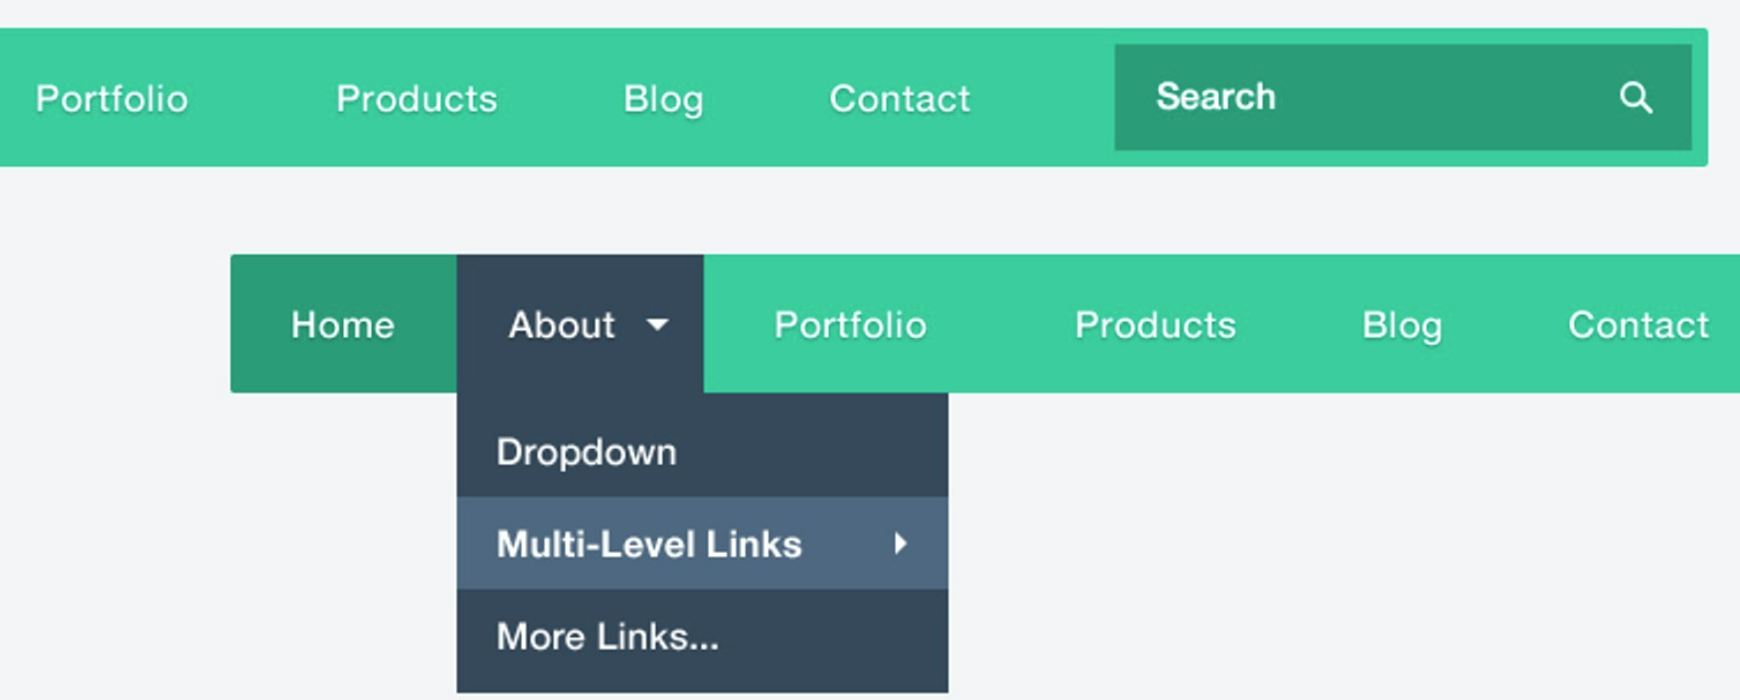 Portfolio Products Blog Contact Search
Home About Portfolio Products Blog Contact
Dropdown
Multi-Level Links
More Links...